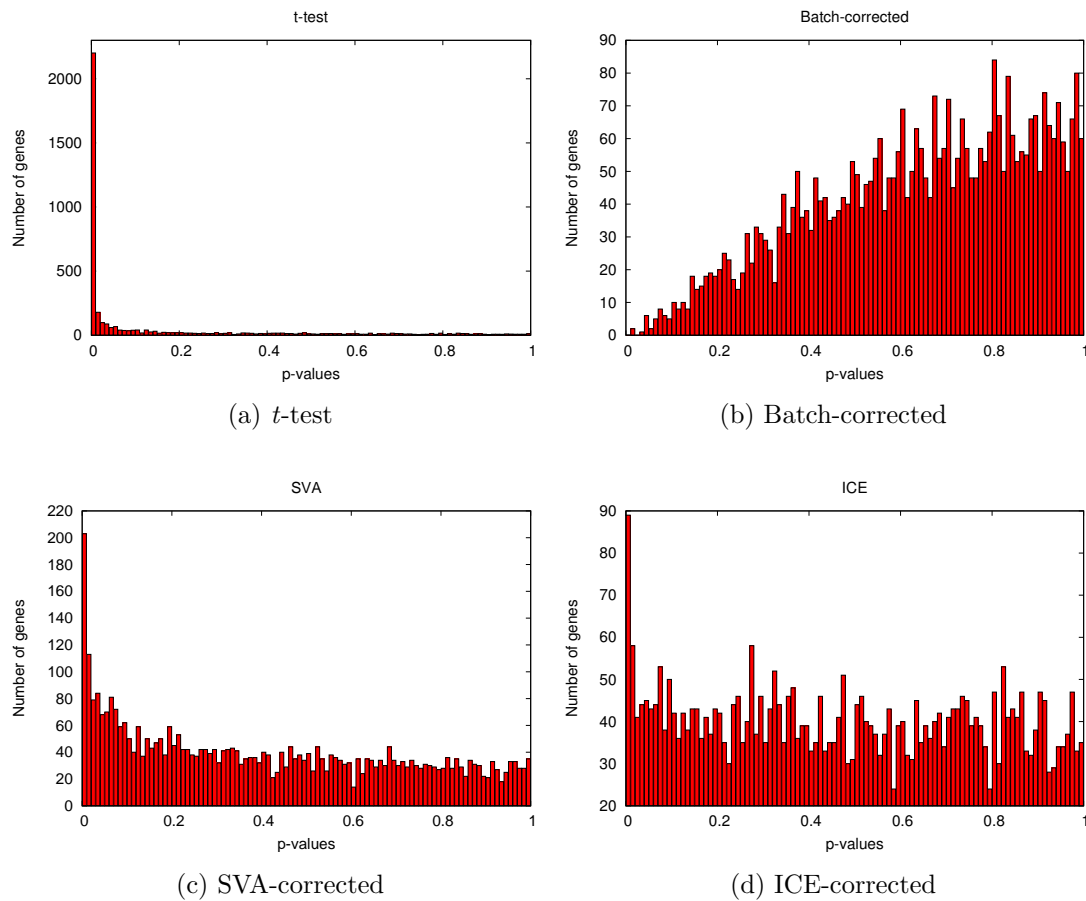 t-test
Number of genes
2000
1500
1000
500
0
0 0.2 0.4 0.6 0.8 1
p-values
(a) t-test
Batch-corrected
Number of genes
90
80
70
60
50
40
30
20
10
0
0 0.2 0.4 0.6 0.8 1
p-values
(b) Batch-corrected
SVA
Number of genes
220
200
180
160
140
120
100
80
60
40
20
0
0 0.2 0.4 0.6 0.8 1
p-values
(c) SVA-corrected
ICE
Number of genes
90
80
70
60
50
40
30
20
0 0.2 0.4 0.6 0.8 1
p-values
(d) ICE-corrected